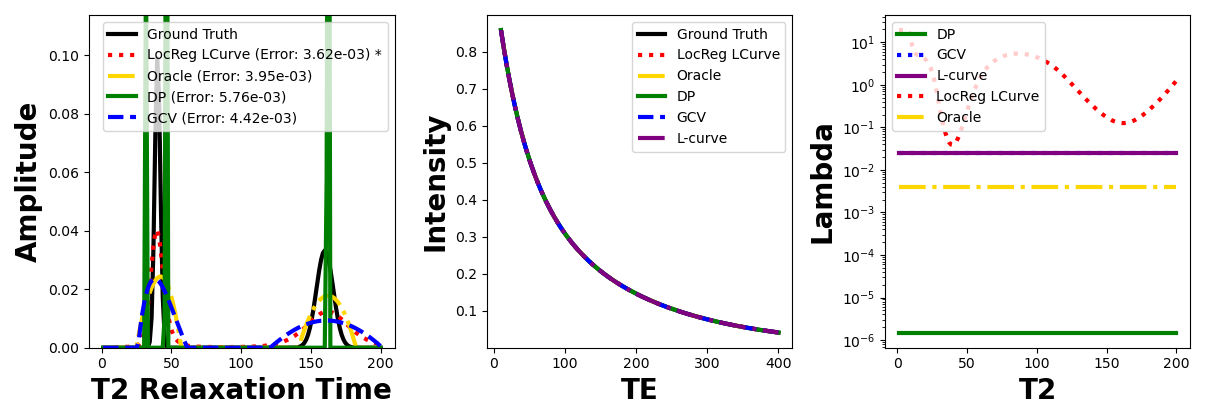 Amplitude
0.00
0.02
0.04
0.06
0.08
0.10
Ground Truth
LocReg LCurve (Error: 3.62e-03) *
Oracle (Error: 3.95e-03)
DP (Error: 5.76e-03)
GCV (Error: 4.42e-03)
0
50
100
150
200
T2 Relaxation Time
Intensity
0.1
0.2
0.3
0.4
0.5
0.6
0.7
0.8
Ground Truth
LocReg LCurve
Oracle
DP
GCV
L-curve
0
100
200
300
400
TE
Lambda
10⁻⁶
10⁻⁵
10⁻⁴
10⁻³
10⁻²
10⁻¹
10⁰
10¹
DP
GCV
L-curve
LocReg LCurve
Oracle
0
50
100
150
200
T2